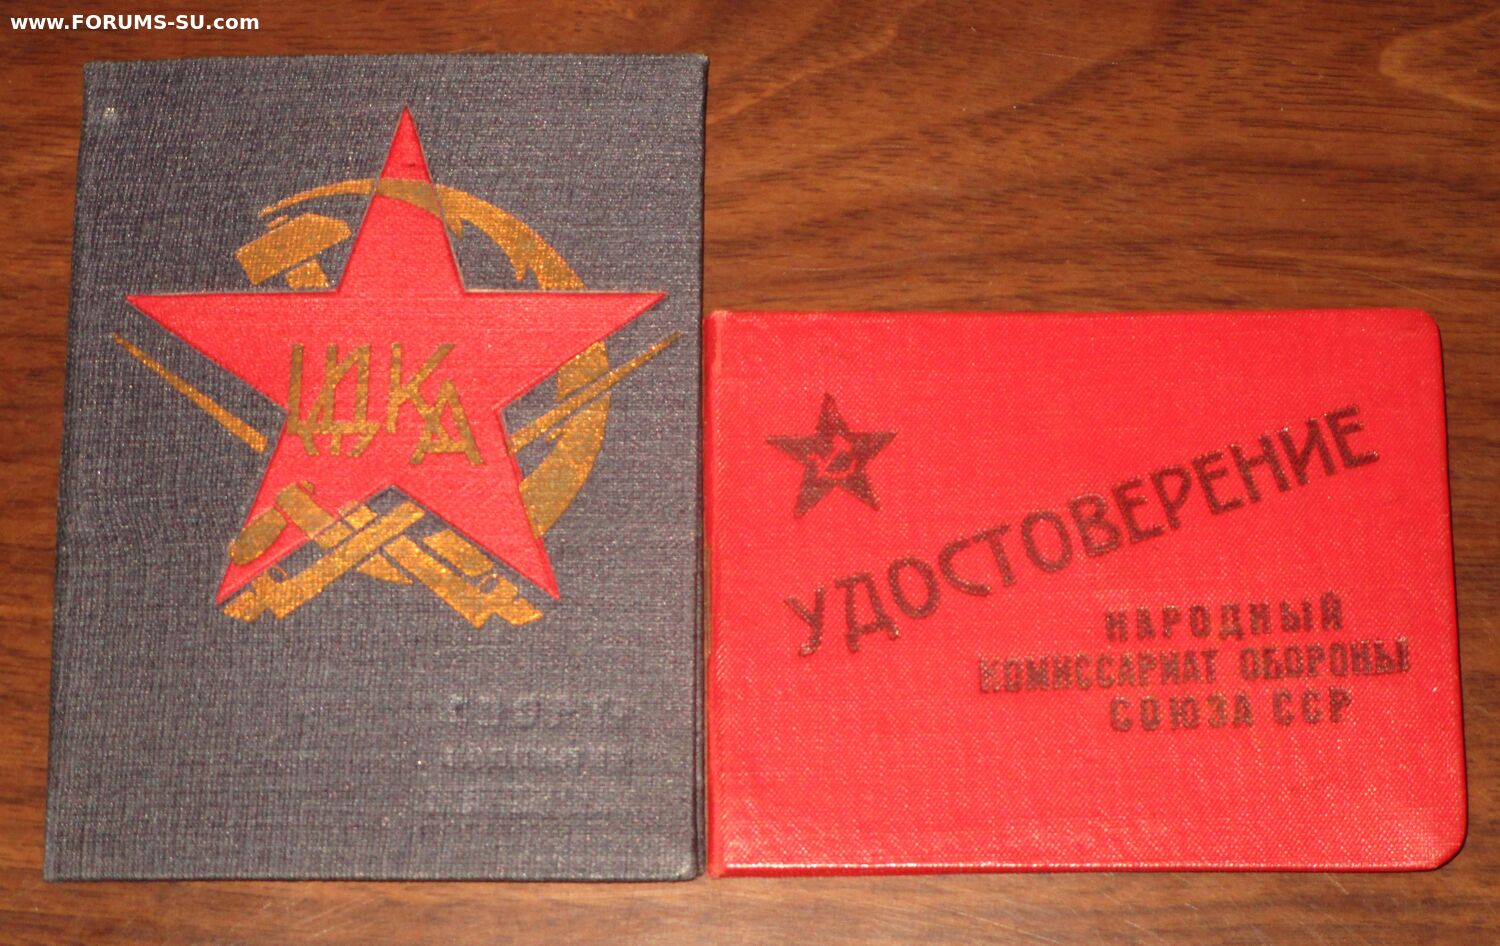 www.FORUMS-SU.com
ЦДКА
УДОСТОВЕРЕНИЕ
НАРОДНЫЙ
КОМИССАРИАТ ОБОРОНЫ
СОЮЗА ССР